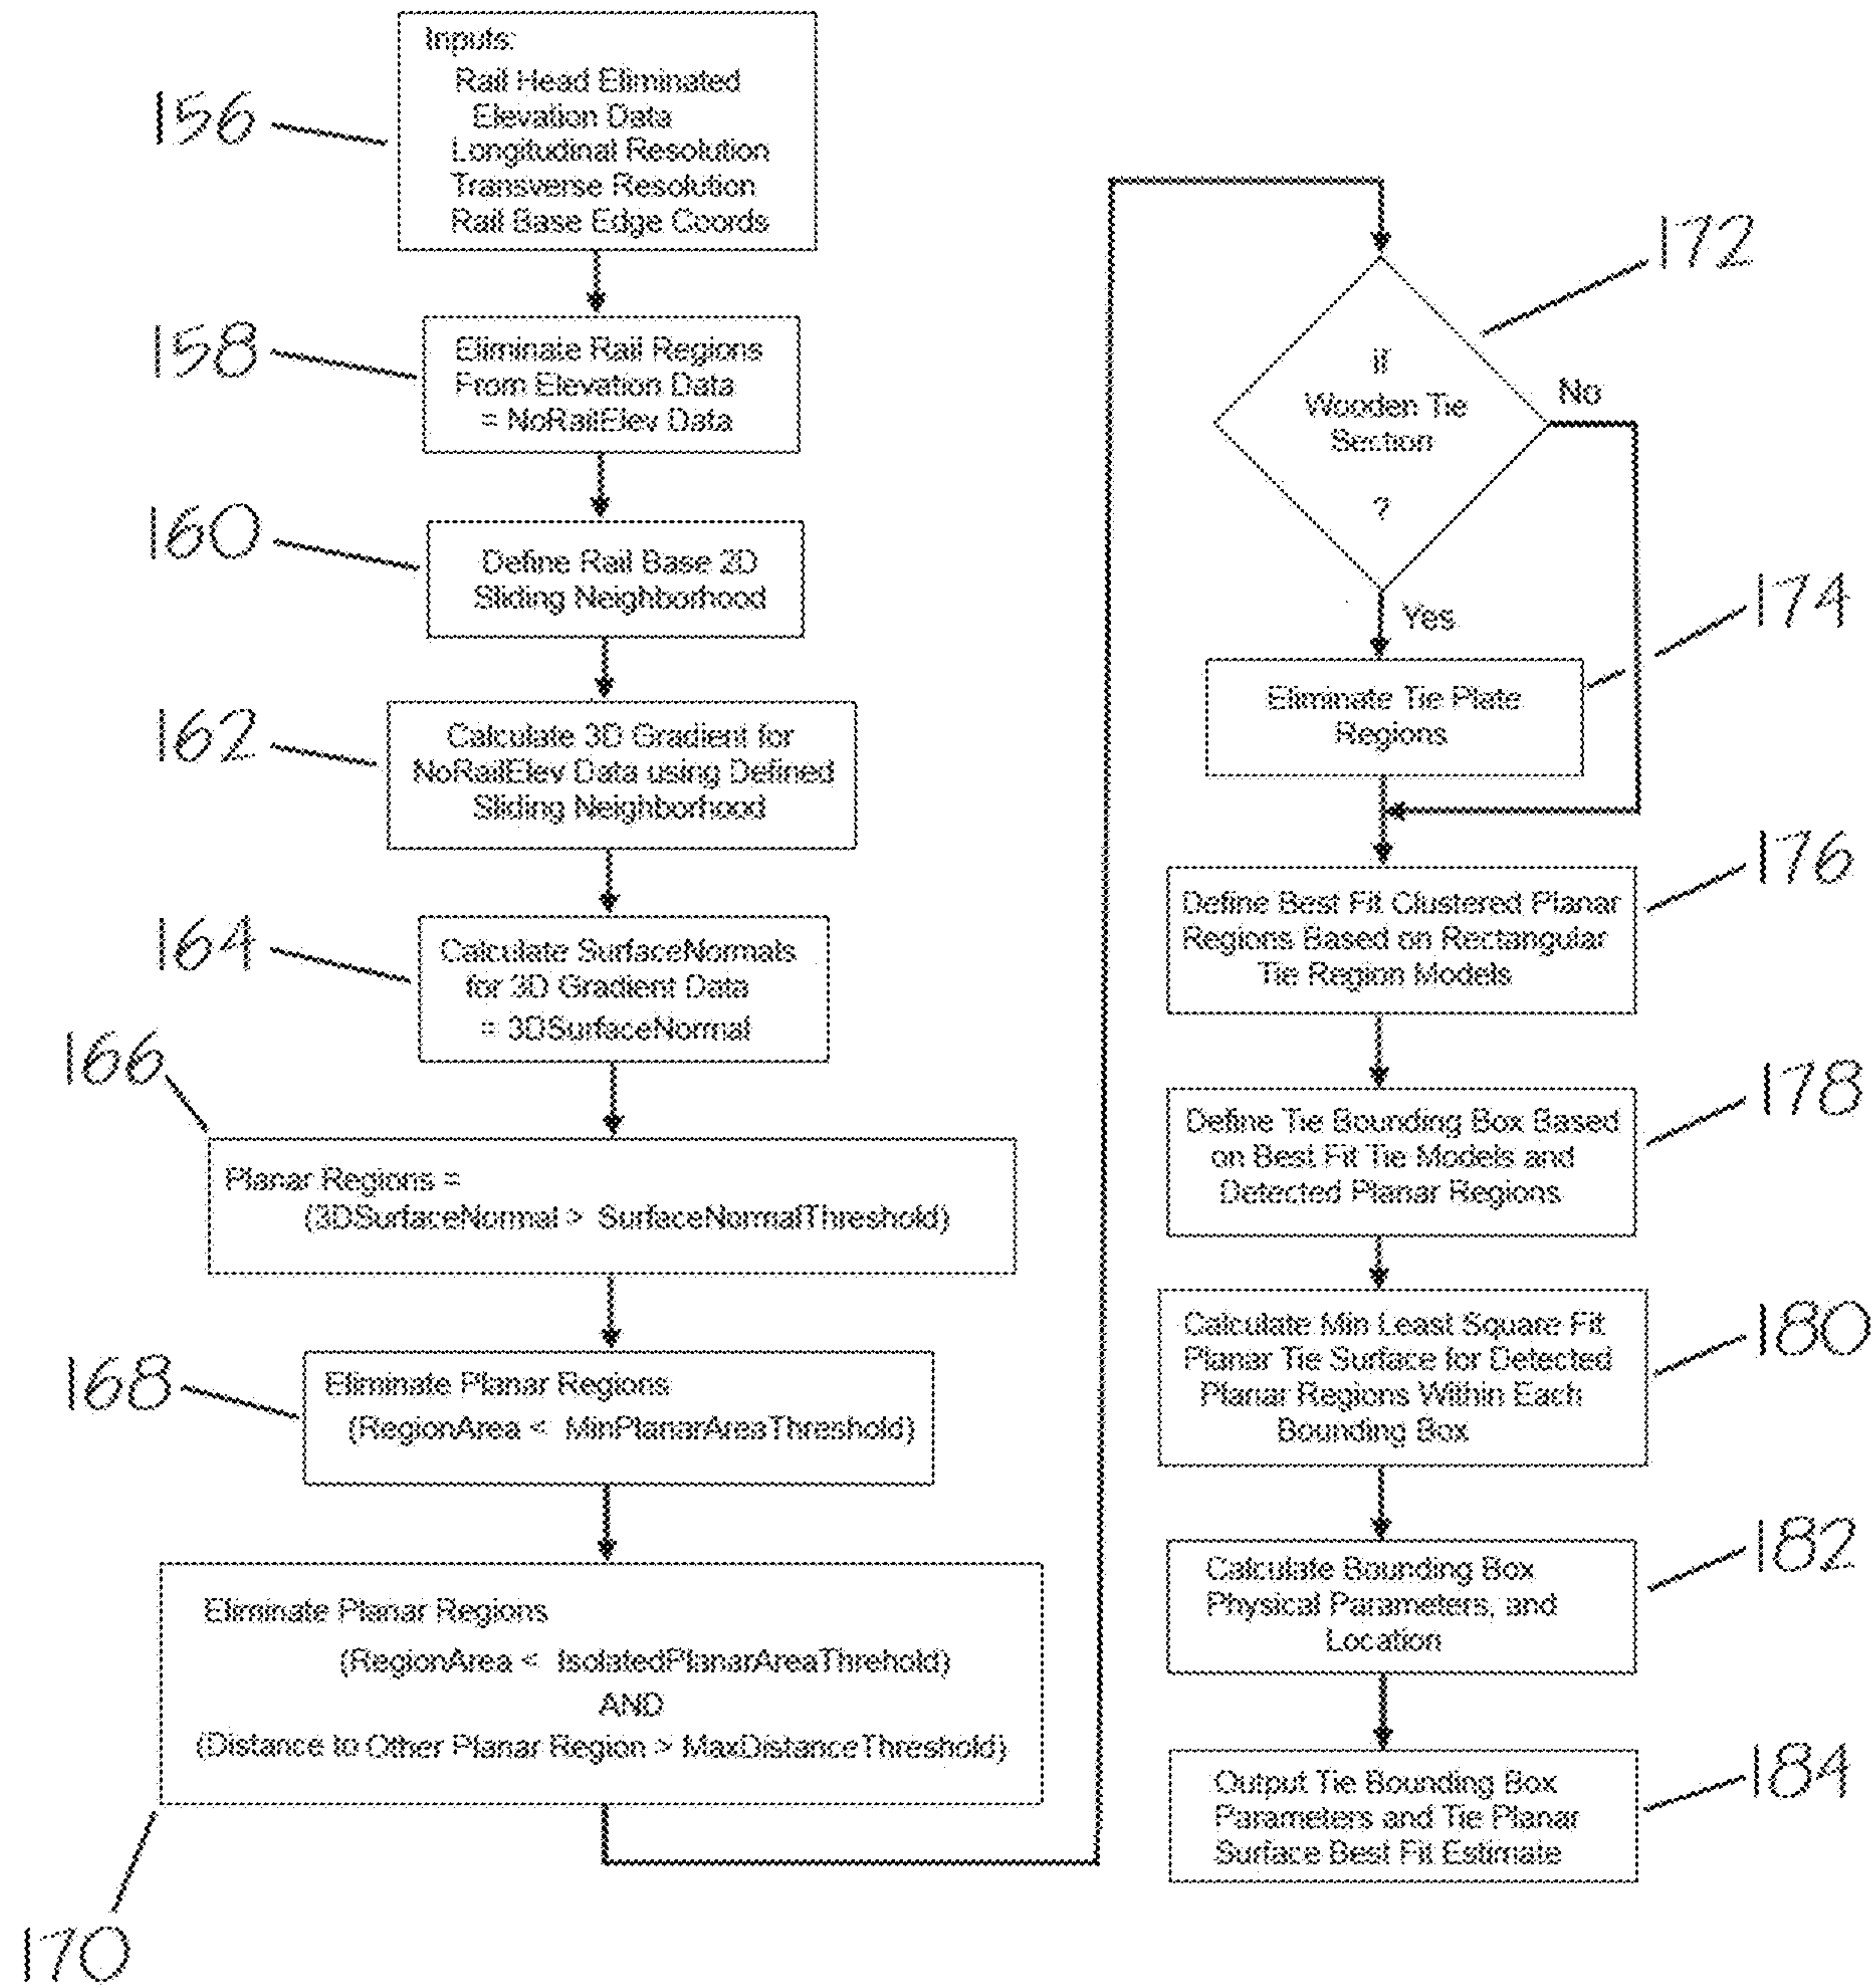 156
Inputs:
Rail Head Eliminated
Elevation Data
Longitudinal Resolution
Transverse Resolution
Rail Base Edge Coords
158
Eliminate Rail Regions
From Elevation Data
= NoRailElev Data
160
Define Rail Base 2D
Sliding Neighborhood
162
Calculate 3D Gradient for
NoRailElev Data using Defined
Sliding Neighborhood
164
Calculate SurfaceNormals
for 3D Gradient Data
= 3DSurfaceNormal
166
Planar Regions =
(3DSurfaceNormal > SurfaceNormalThreshold)
168
Eliminate Planar Regions
(RegionArea < MinPlanarAreaThreshold)
Eliminate Planar Regions
(RegionArea < IsolatedPlanarAreaThrehold)
AND
(Distance to Other Planar Region > MaxDistanceThreshold)
170
172
if
Wooden Tie
Section
?
No
Yes
174
Eliminate Tie Plate
Regions
176
Define Best Fit Clustered Planar
Regions Based on Rectangular
Tie Region Models
178
Define Tie Bounding Box Based
on Best Fit Tie Models and
Detected Planar Regions
180
Calculate Min Least Square Fit
Planar Tie Surface for Detected
Planar Regions Within Each
Bounding Box
182
Calculate Bounding Box
Physical Parameters, and
Location
184
Output Tie Bounding Box
Parameters and Tie Planar
Surface Best Fit Estimate